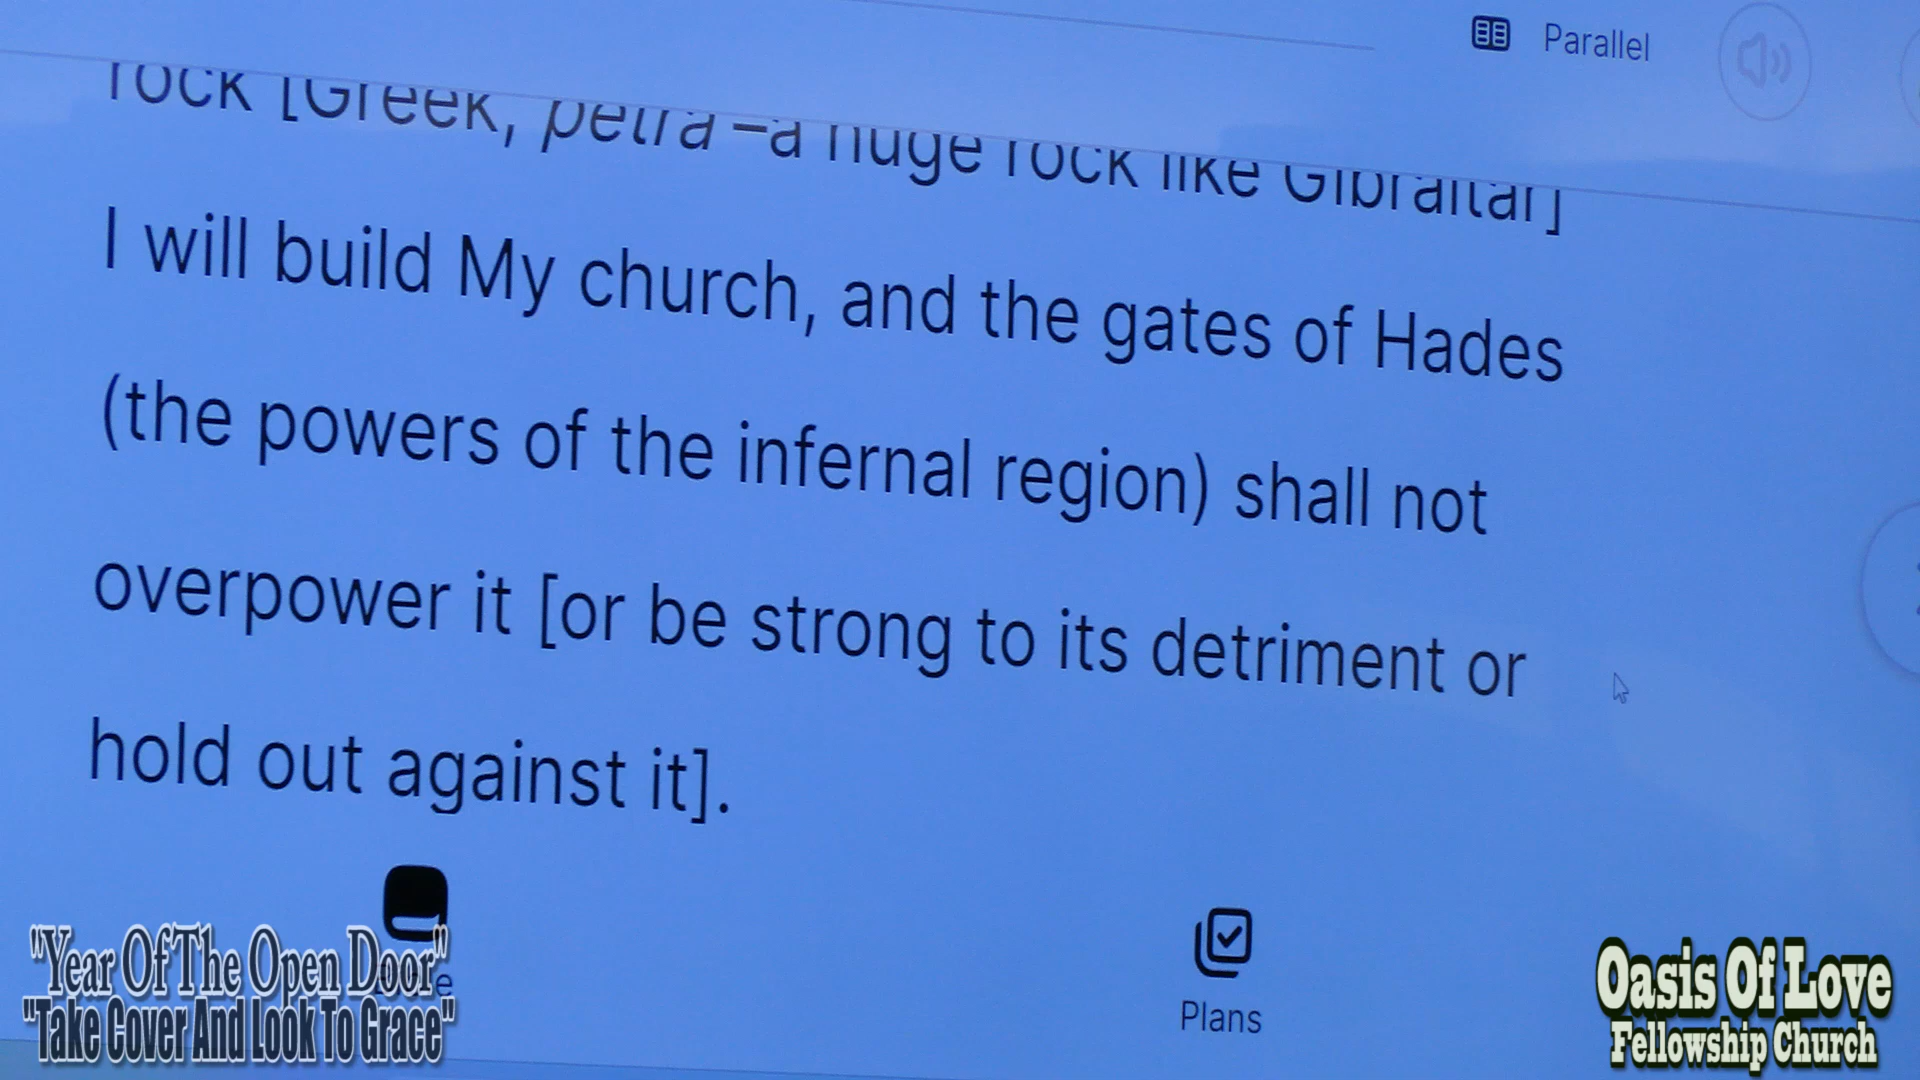 Parallel
rock [Greek, petra –a huge rock like Gibraltar]
I will build My church, and the gates of Hades
(the powers of the infernal region) shall not
overpower it [or be strong to its detriment or
hold out against it].
Plans
"Year Of The Open Door"
"Take Cover And Look To Grace"
Oasis Of Love
Fellowship Church